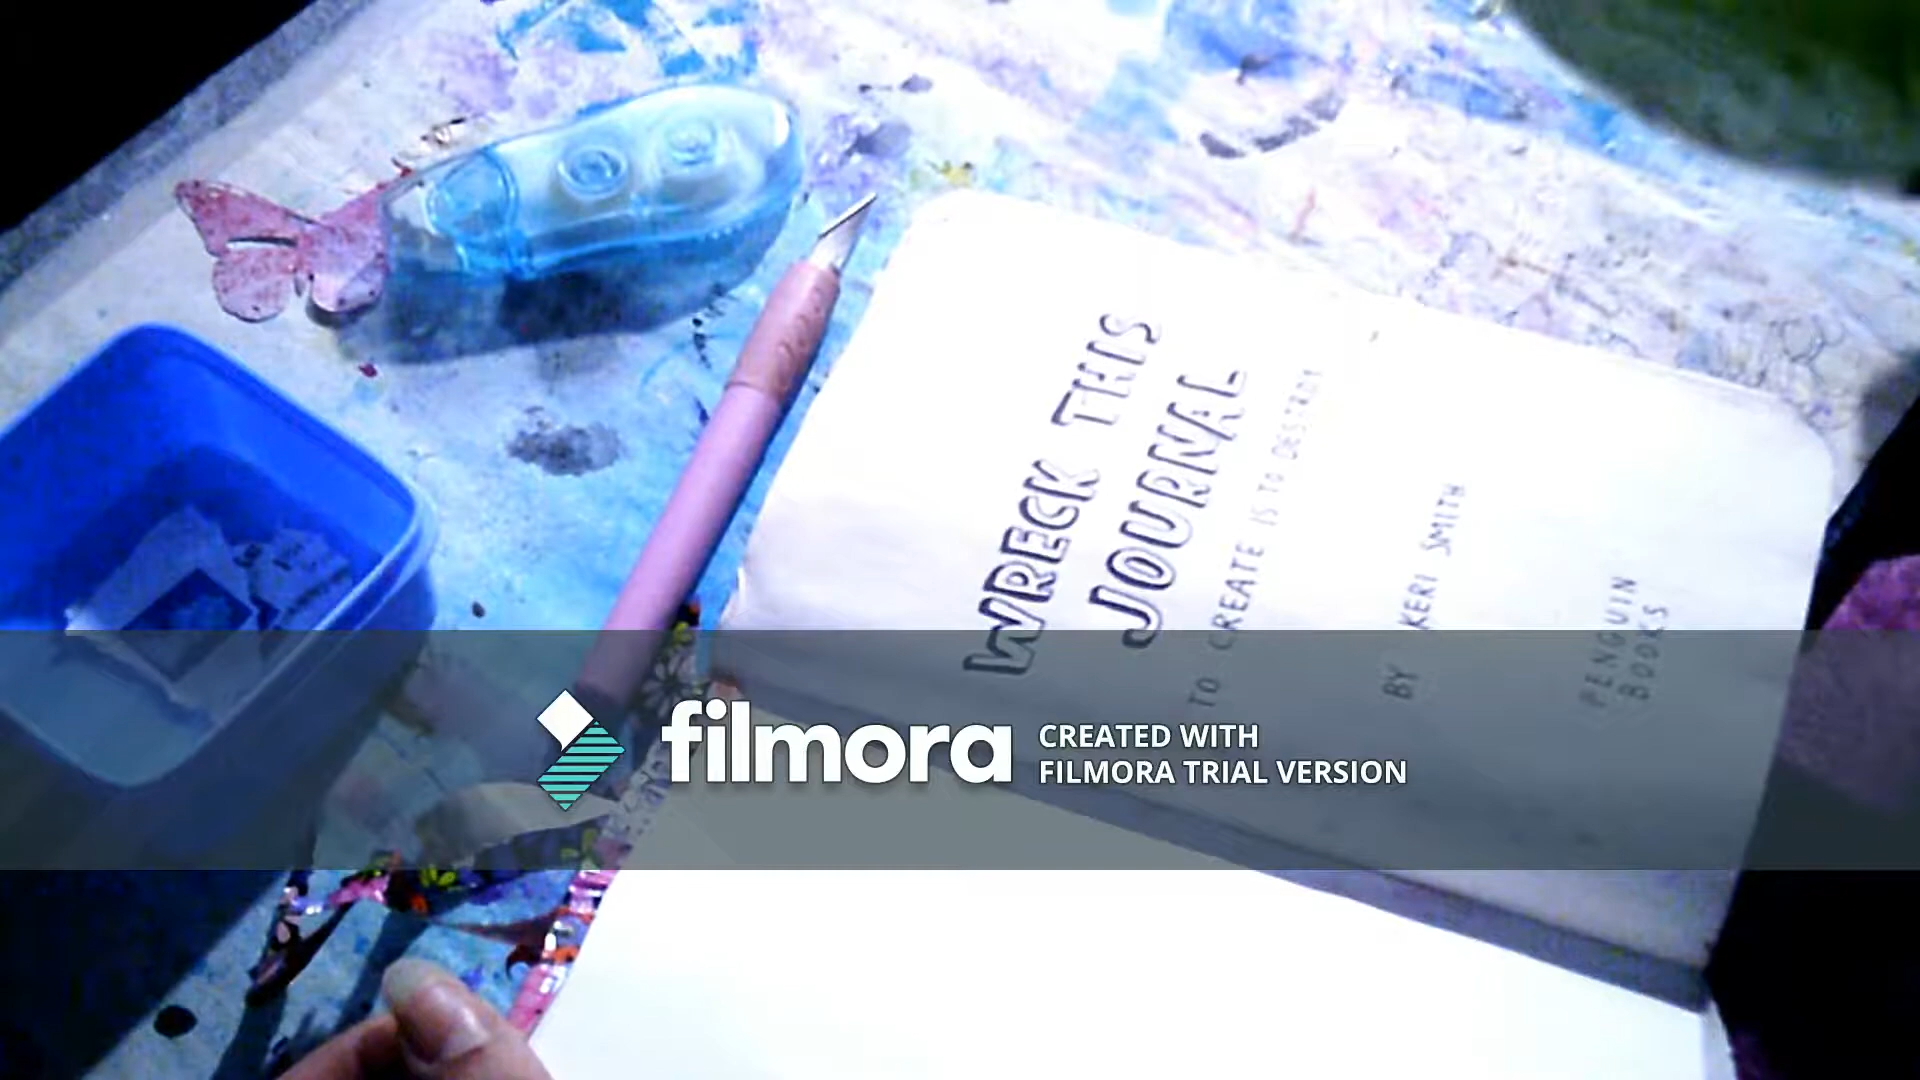 WRECK THIS
JOURNAL
TO CREATE IS TO DESTROY
BY KERI SMITH
PENGUIN
BOOKS
filmora
CREATED WITH
FILMORA TRIAL VERSION